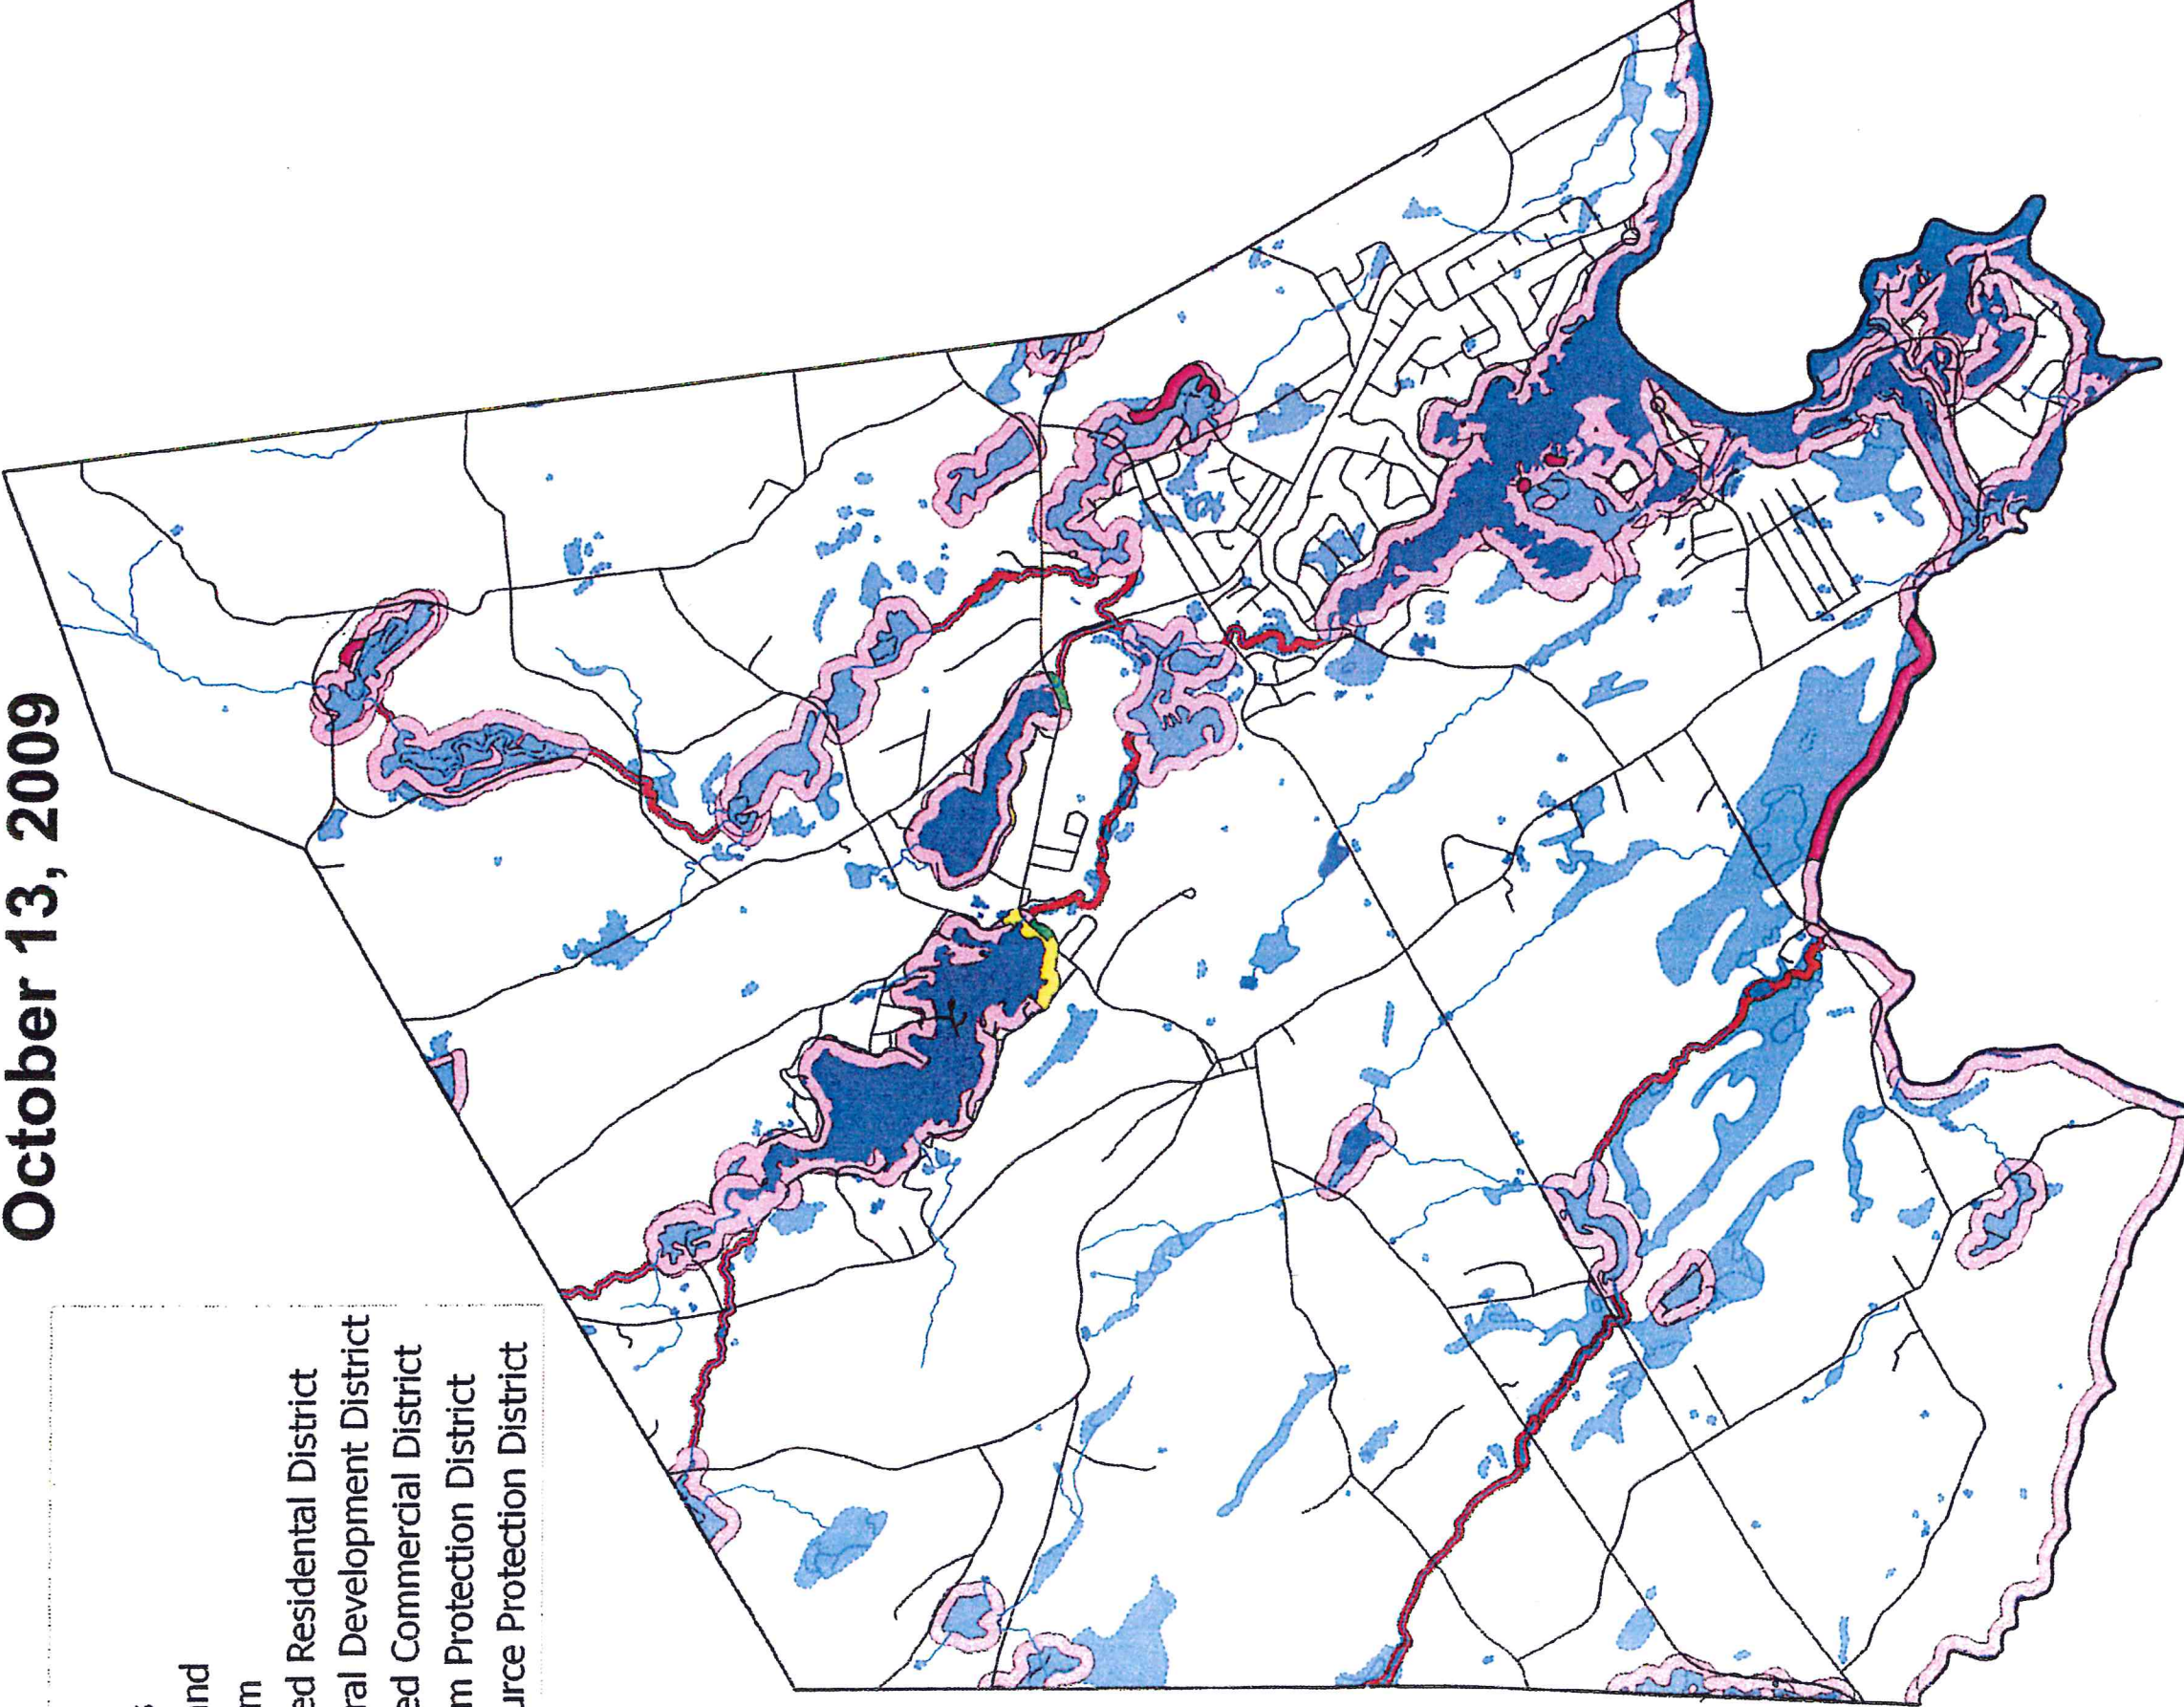 October 13, 2009
s
nd
m
ed Residental District
ral Development District
ed Commercial District
m Protection District
urce Protection District